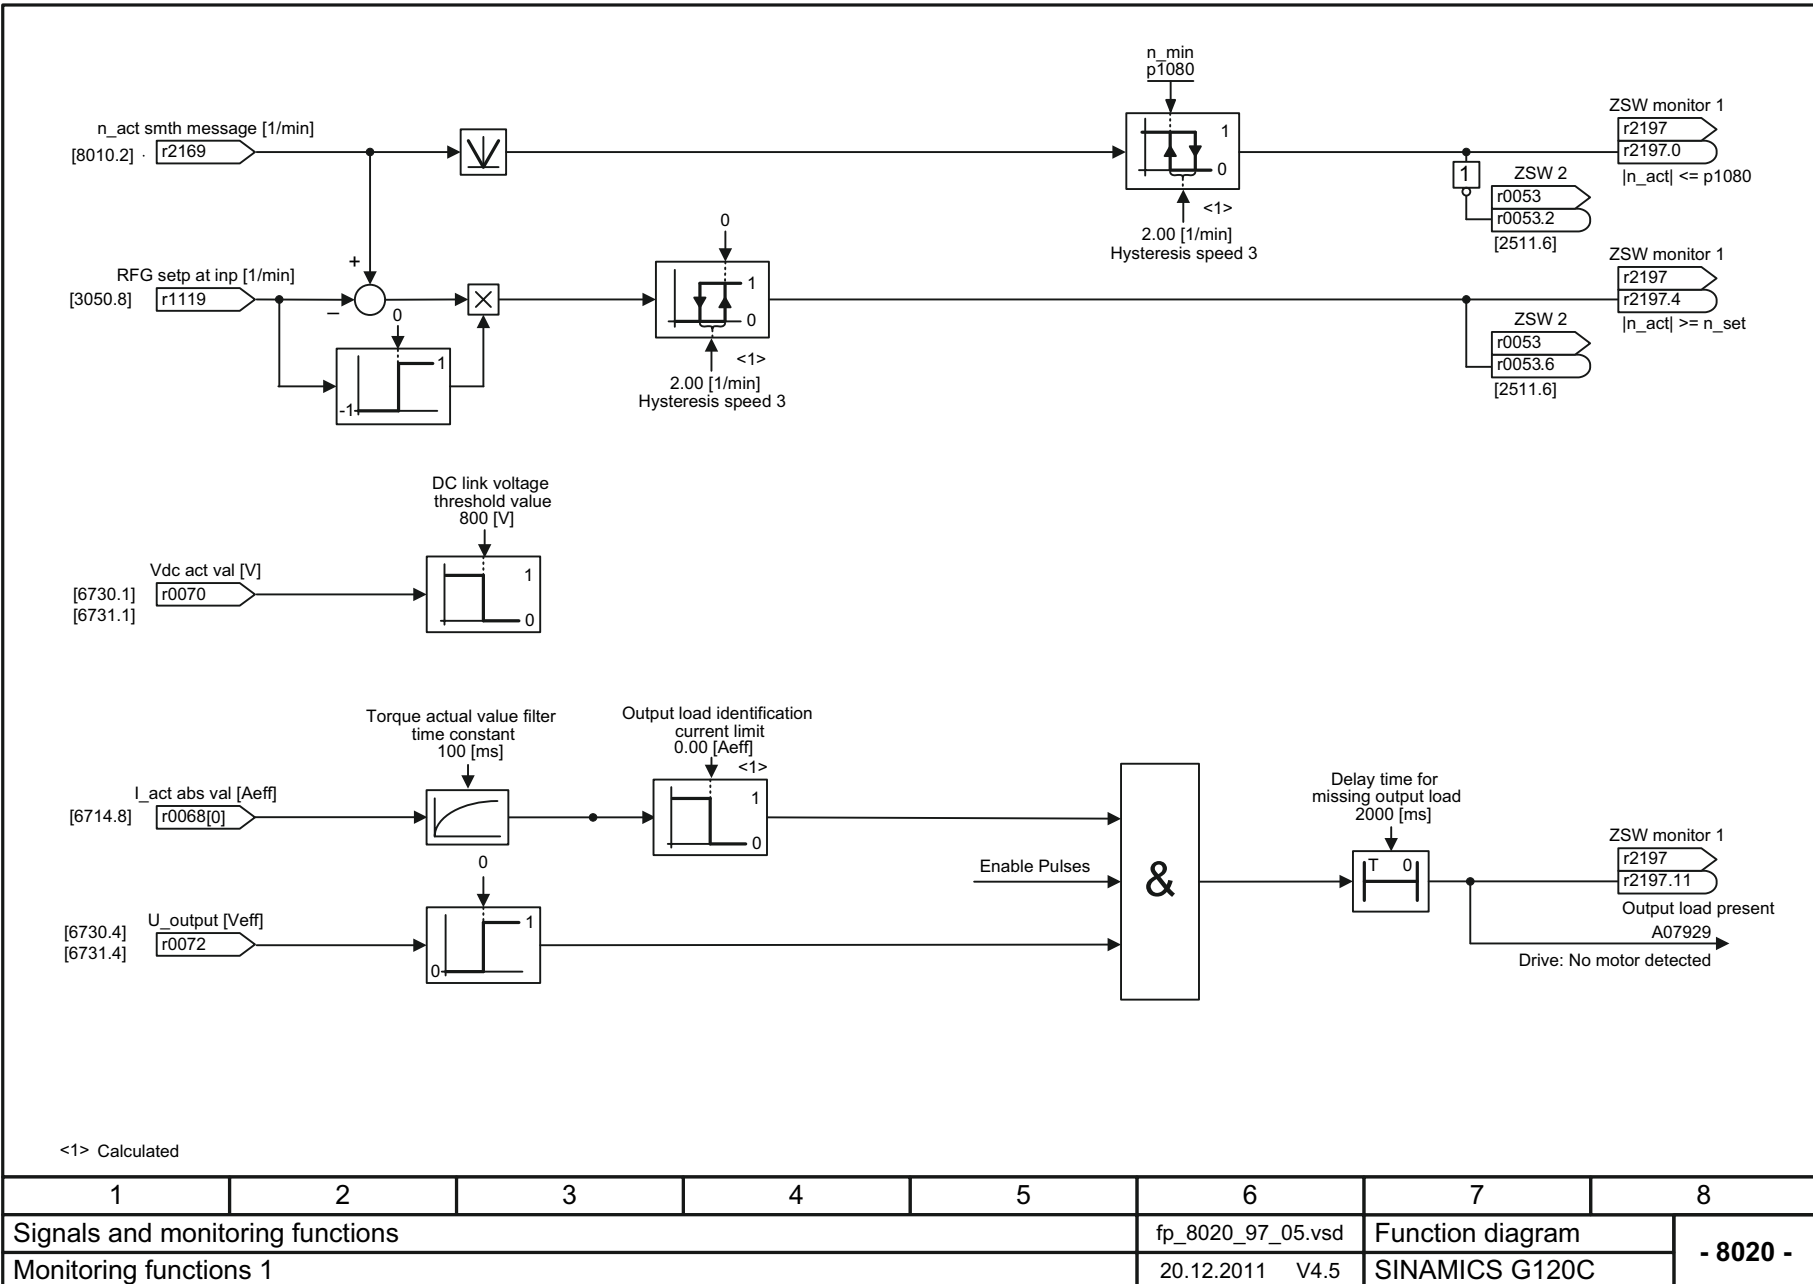 n_min
p1080
1
0
<1>
2.00 [1/min]
Hysteresis speed 3
n_act smth message [1/min]
[8010.2] . r2169
ZSW monitor 1
r2197
r2197.0
|n_act| <= p1080
1
ZSW 2
r0053
r0053.2
[2511.6]
RFG setp at inp [1/min]
[3050.8] r1119
+
–
0
1
-1
0
1
0
<1>
2.00 [1/min]
Hysteresis speed 3
ZSW monitor 1
r2197
r2197.4
|n_act| >= n_set
ZSW 2
r0053
r0053.6
[2511.6]
DC link voltage
threshold value
800 [V]
Vdc act val [V]
[6730.1] r0070
[6731.1]
1
0
Torque actual value filter
time constant
100 [ms]
Output load identification
current limit
0.00 [Aeff]
<1>
I_act abs val [Aeff]
[6714.8] r0068[0]
1
0
Enable Pulses
&
Delay time for
missing output load
2000 [ms]
T 0
ZSW monitor 1
r2197
r2197.11
Output load present
A07929
Drive: No motor detected
U_output [Veff]
[6730.4] r0072
[6731.4]
0
1
0
<1> Calculated
1 2 3 4 5 6 7 8
Signals and monitoring functions fp_8020_97_05.vsd Function diagram - 8020 -
Monitoring functions 1 20.12.2011 V4.5 SINAMICS G120C